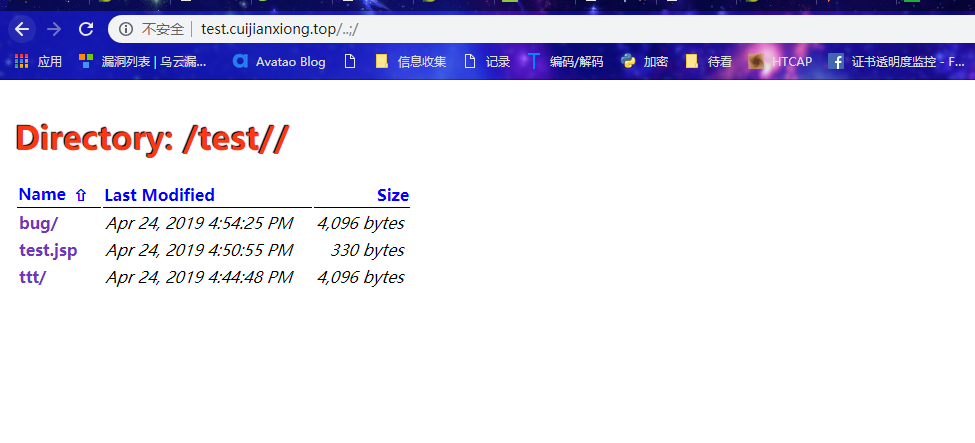 不安全 test.cuijianxiong.top/..;/
应用 漏洞列表 | 乌云漏... Avatao Blog 信息收集 记录 编码/解码 加密 待看 HTCAP 证书透明度监控 - F...
Directory: /test//
Name ⇧ Last Modified Size
bug/ Apr 24, 2019 4:54:25 PM 4,096 bytes
test.jsp Apr 24, 2019 4:50:55 PM 330 bytes
ttt/ Apr 24, 2019 4:44:48 PM 4,096 bytes